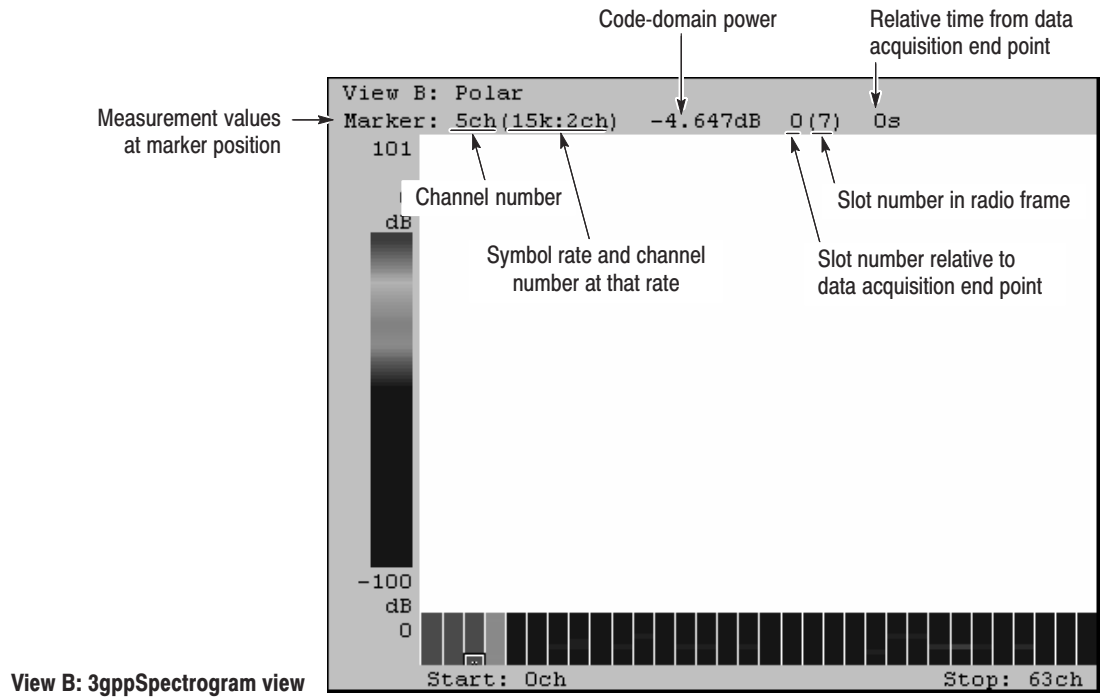 Code-domain power
Relative time from data
acquisition end point
Measurement values
at marker position
View B: Polar
Marker: 5ch(15k:2ch) -4.647dB 0(7) 0s
101
Channel number
Slot number in radio frame
dB
Symbol rate and channel
number at that rate
Slot number relative to
data acquisition end point
-100
dB
0
Start: 0ch
Stop: 63ch
View B: 3gppSpectrogram view